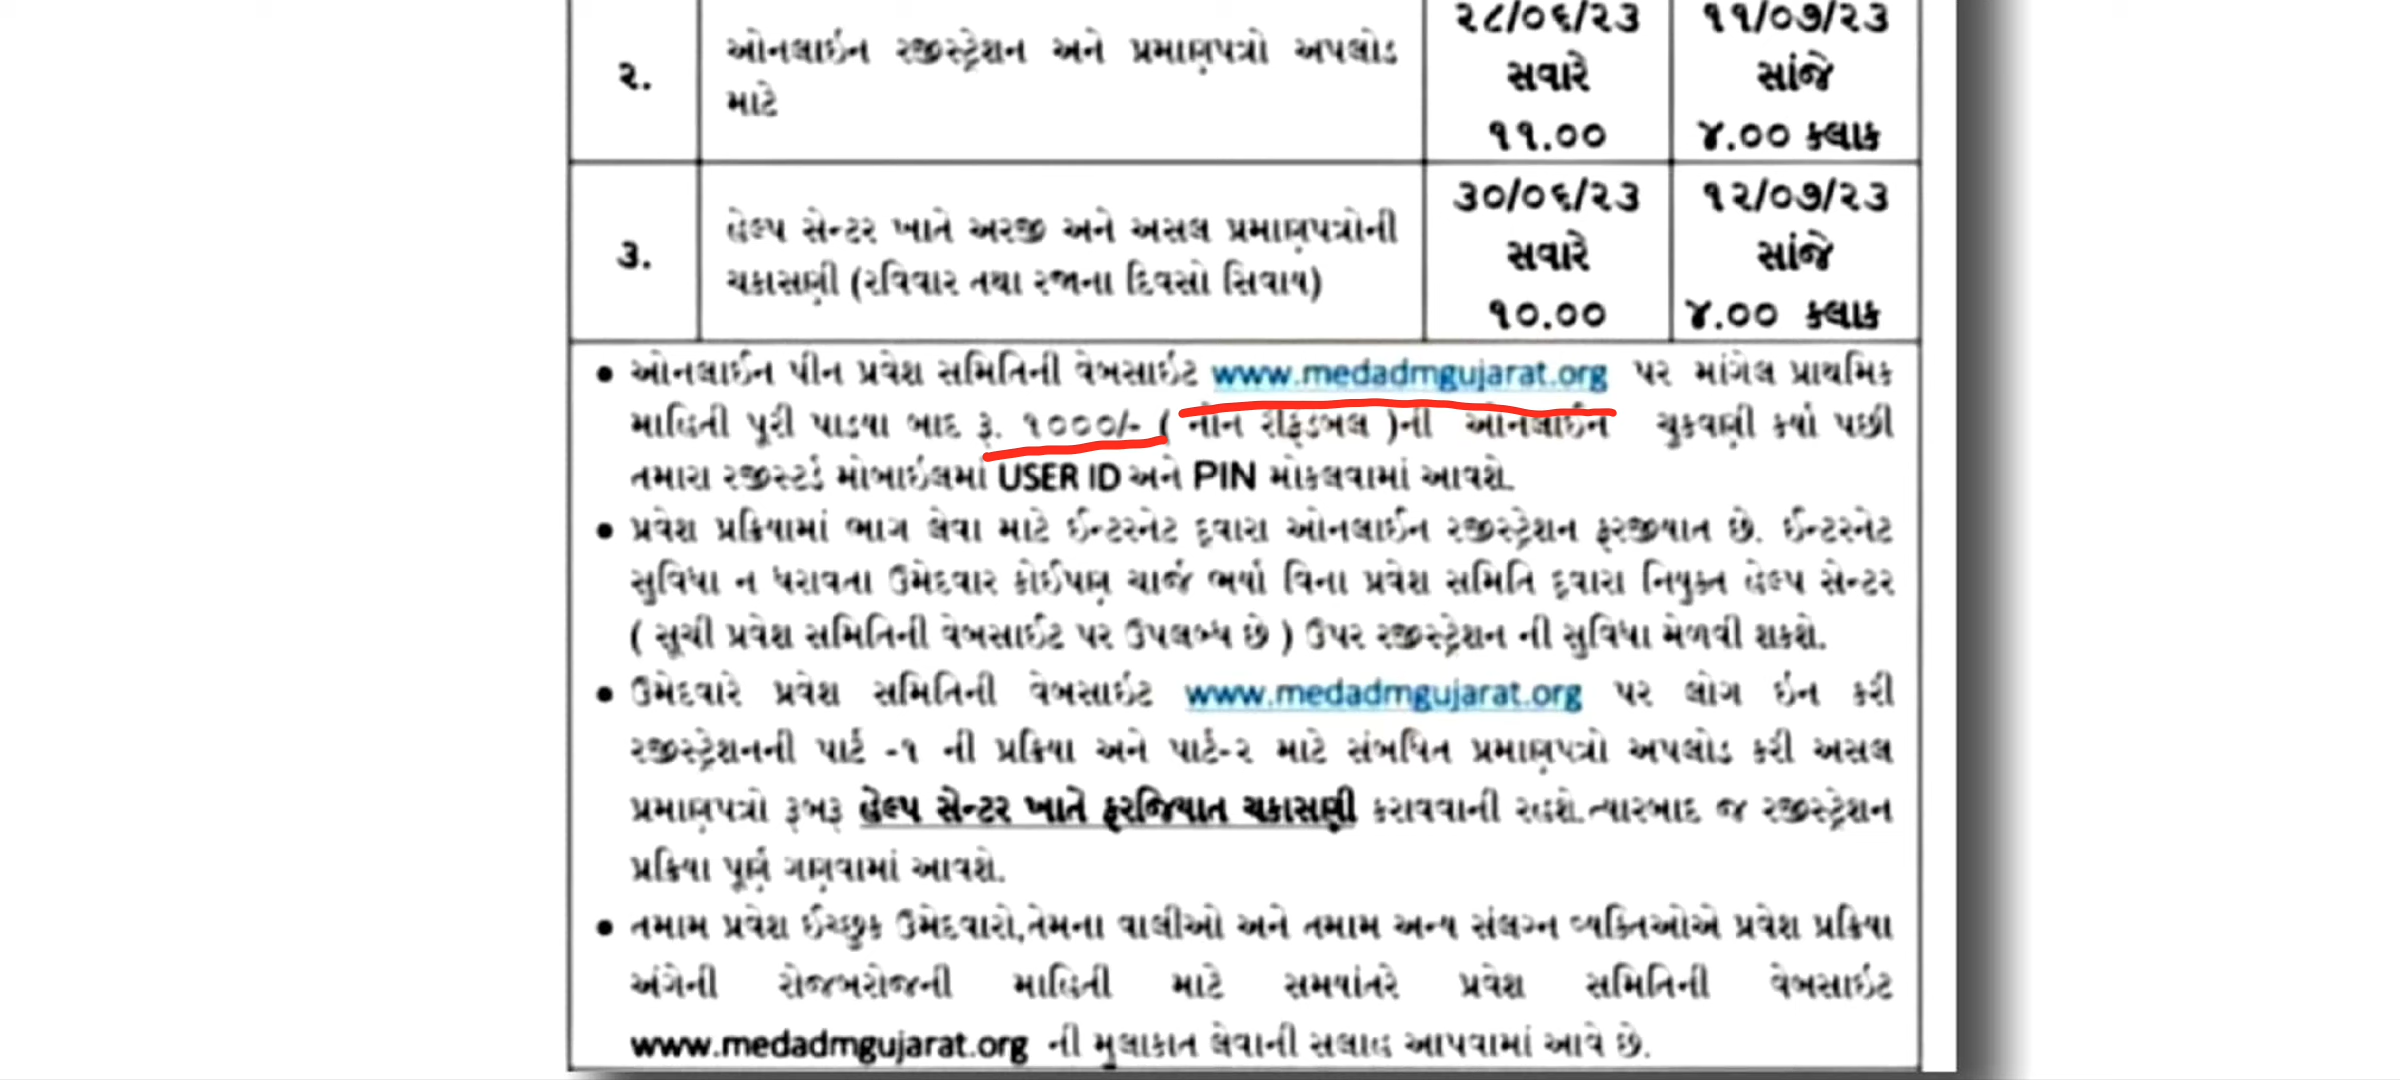 ૨.
ઓનલાઈન રજીસ્ટ્રેશન અને પ્રમાણપત્રો અપલોડ
માટે
૨૮/૦૬/૨૩
સવારે
૧૧.૦૦
૧૧/૦૭/૨૩
સાંજે
૪.૦૦ કલાક
૩.
હેલ્પ સેન્ટર ખાતે અરજી અને અસલ પ્રમાણપત્રોની
ચકાસણી (રવિવાર તથા રજાના દિવસો સિવાય)
૩૦/૦૬/૨૩
સવારે
૧૦.૦૦
૧૨/૦૭/૨૩
સાંજે
૪.૦૦ કલાક
• ઓનલાઈન પીન પ્રવેશ સમિતિની વેબસાઈટ www.medadmgujarat.org પર માંગેલ પ્રાથમિક
માહિતી પૂરી પાડયા બાદ રૂ. ૧૦૦૦/- ( નોન રીફંડબલ )ની ઓનલાઈન ચુકવણી કર્યા પછી
તમારા રજીસ્ટર્ડ મોબાઈલમાં USER ID અને PIN મોકલવામાં આવશે.
• પ્રવેશ પ્રક્રિયામાં ભાગ લેવા માટે ઈન્ટરનેટ દ્વારા ઓનલાઈન રજીસ્ટ્રેશન ફરજીયાત છે. ઈન્ટરનેટ
સુવિધા ન ધરાવતા ઉમેદવાર કોઈપણ ચાર્જ ભર્યા વિના પ્રવેશ સમિતિ દ્વારા નિયુક્ત હેલ્પ સેન્ટર
( સૂચી પ્રવેશ સમિતિની વેબસાઈટ પર ઉપલબ્ધ છે ) ઉપર રજીસ્ટ્રેશન ની સુવિધા મેળવી શકશે.
• ઉમેદવારે પ્રવેશ સમિતિની વેબસાઈટ www.medadmgujarat.org પર લોગ ઇન કરી
રજીસ્ટ્રેશનની પાર્ટ -૧ ની પ્રક્રિયા અને પાર્ટ-૨ માટે સંબધિત પ્રમાણપત્રો અપલોડ કરી અસલ
પ્રમાણપત્રો રૂબરૂ હેલ્પ સેન્ટર ખાતે ફરજિયાત ચકાસણી કરાવવાની રહશે.ત્યારબાદ જ રજીસ્ટ્રેશન
પ્રક્રિયા પૂર્ણ ગણવામાં આવશે.
• તમામ પ્રવેશ ઈચ્છુક ઉમેદવારો,તેમના વાલીઓ અને તમામ અન્ય સંલગ્ન વ્યક્તિઓએ પ્રવેશ પ્રક્રિયા
અંગેની રોજબરોજની માહિતી માટે સમયાંતરે પ્રવેશ સમિતિની વેબસાઈટ
www.medadmgujarat.org ની મુલાકાત લેવાની સલાહ આપવામાં આવે છે.